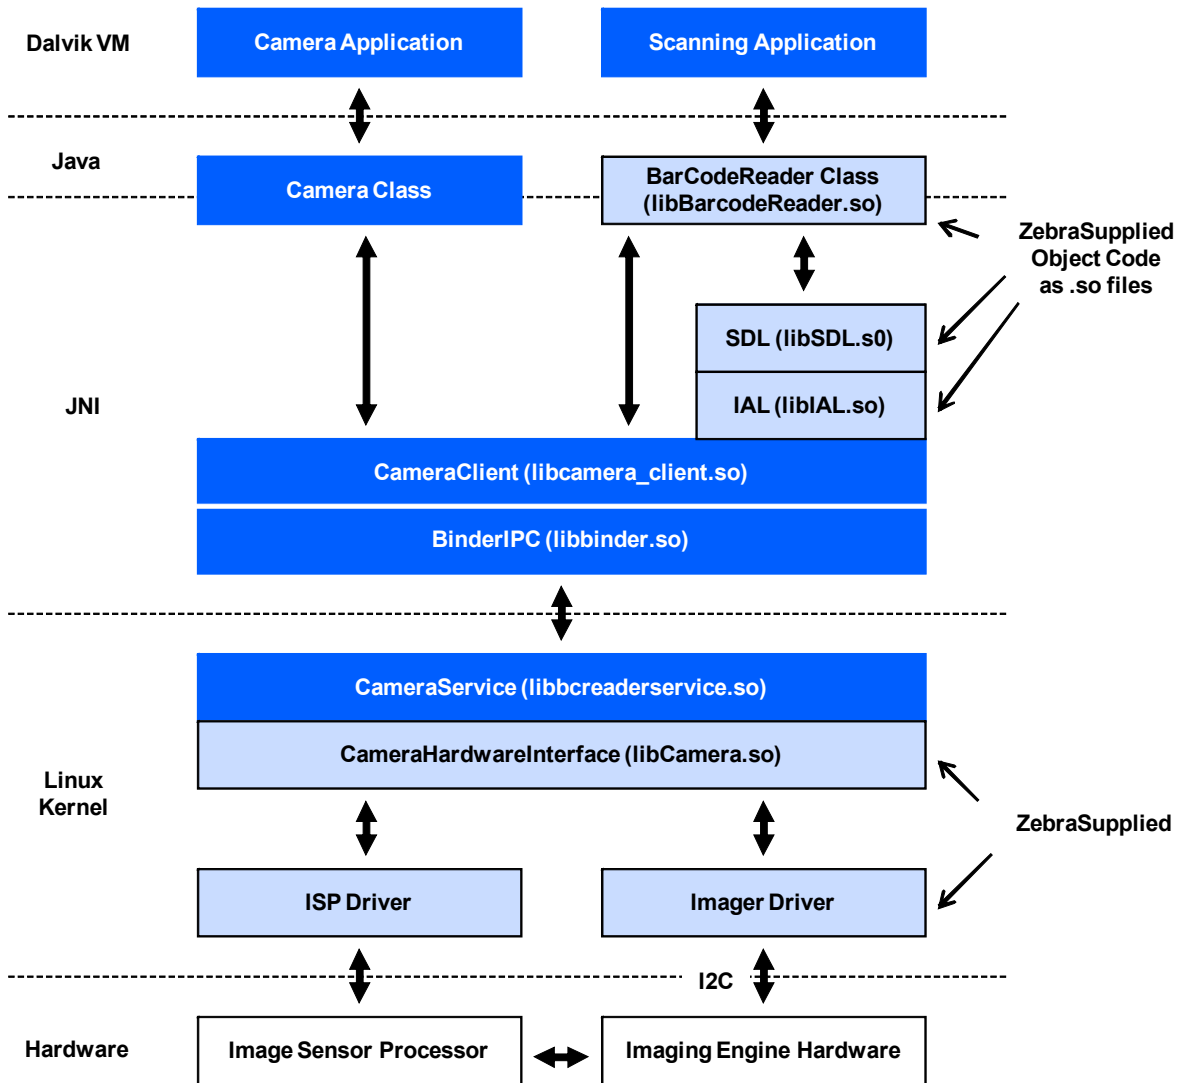 Dalvik VM
Camera Application
Scanning Application
Java
Camera Class
BarCodeReader Class
(libBarcodeReader.so)
ZebraSupplied
Object Code
as .so files
SDL (libSDL.s0)
JNI
IAL (libIAL.so)
CameraClient (libcamera_client.so)
BinderIPC (libbinder.so)
CameraService (libbcreaderservice.so)
CameraHardwareInterface (libCamera.so)
Linux
Kernel
ZebraSupplied
ISP Driver
Imager Driver
I2C
Hardware
Image Sensor Processor
Imaging Engine Hardware